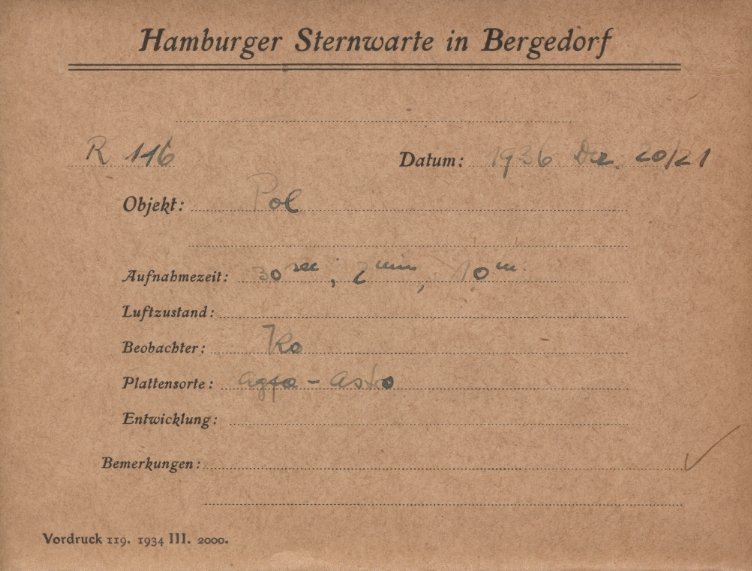 Hamburger Sternwarte in Bergedorf
R 116 Datum: 1936 Dez. 20/21
Objekt: Pol
Aufnahmezeit: 30 sec; 2 min, 10 m.
Luftzustand:
Beobachter: Ko
Plattensorte: Agfa - Astro
Entwicklung:
Bemerkungen:
Vordruck 119. 1934 III. 2000.